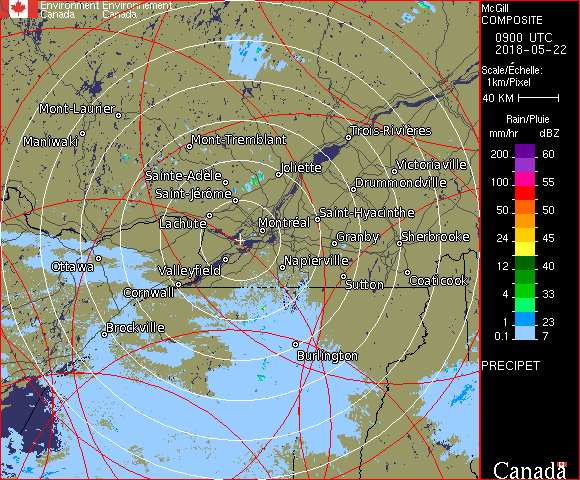 Environment Environnement
Canada Canada
McGill
COMPOSITE
0900 UTC
2018-05-22
Scale/Échelle:
1km/Pixel
40 KM
Rain/Pluie
mm/hr dBZ
200 60
100 55
50 50
24 45
12 40
4 33
1 23
0.1 7
PRECIPET
Canada
Mont-Laurier
Maniwaki
Mont-Tremblant
Trois-Rivières
Sainte-Adèle
Joliette
Victoriaville
Saint-Jérôme
Drummondville
Lachute
Montréal
Saint-Hyacinthe
Granby
Sherbrooke
Ottawa
Valleyfield
Napierville
Cornwall
Sutton
Coaticook
Brockville
Burlington